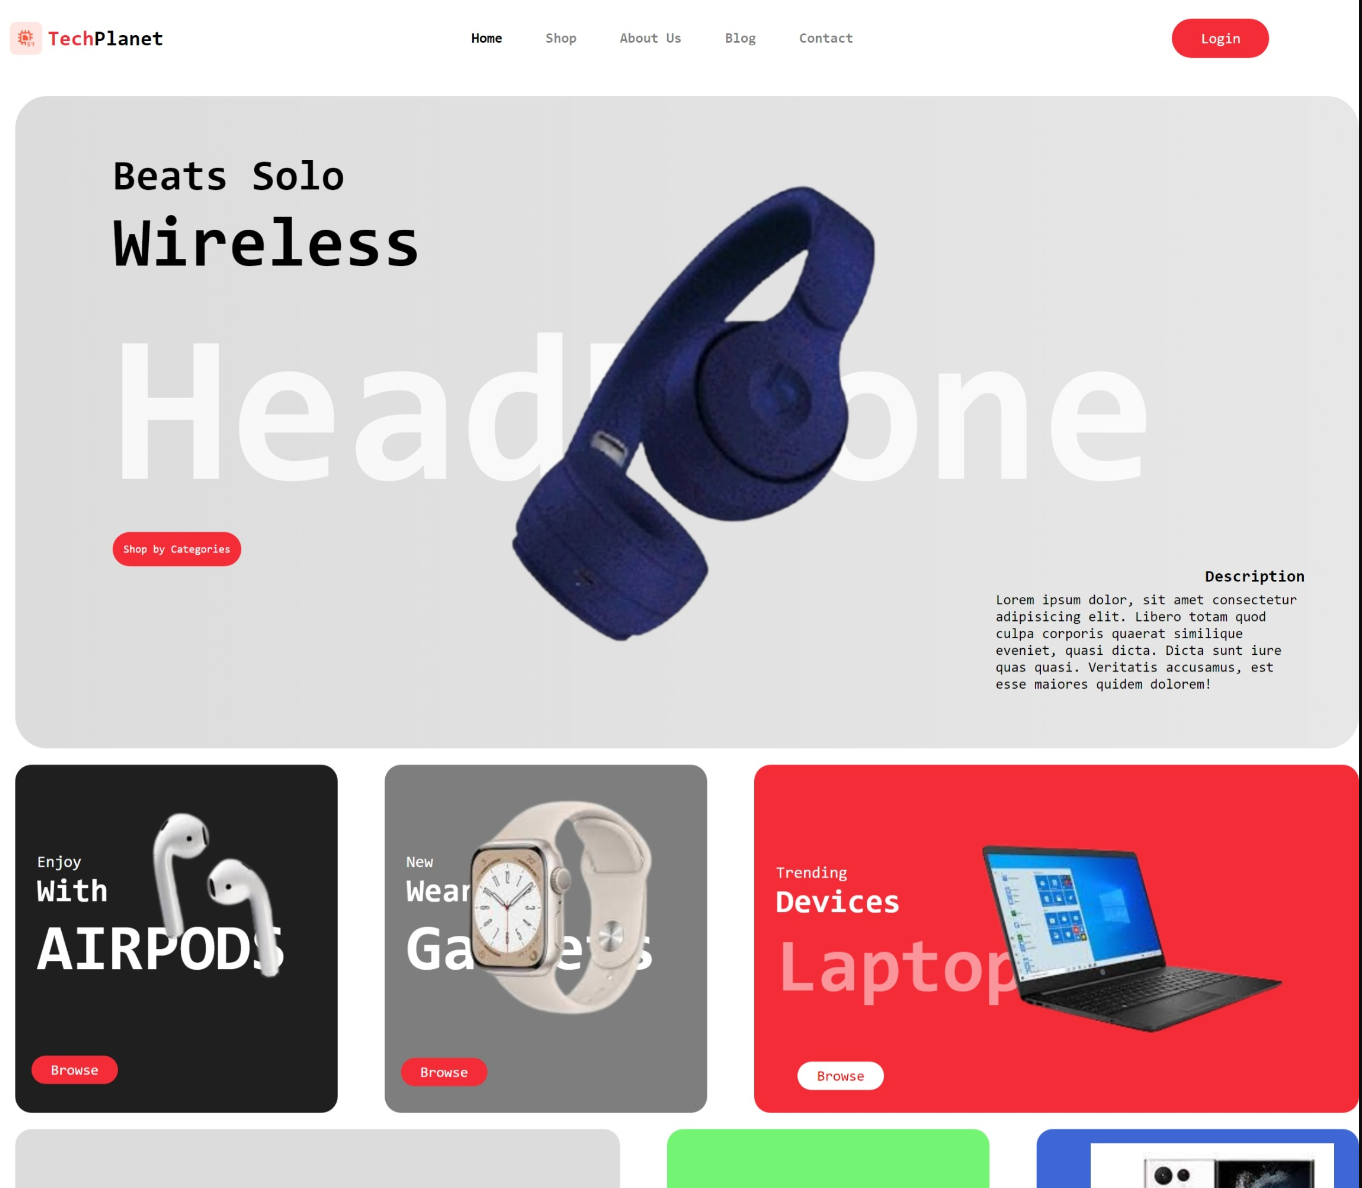 TechPlanet
Home Shop About Us Blog Contact
Login
Beats Solo
Wireless
Head one
Shop by Categories
Description
Lorem ipsum dolor, sit amet consectetur
adipisicing elit. Libero totam quod
culpa corporis quaerat similique
eveniet, quasi dicta. Dicta sunt iure
quas quasi. Veritatis accusamus, est
esse maiores quidem dolorem!
Enjoy
With
AIRPODS
Browse
New
Wear
Ga e s
Browse
Trending
Devices
Laptop
Browse